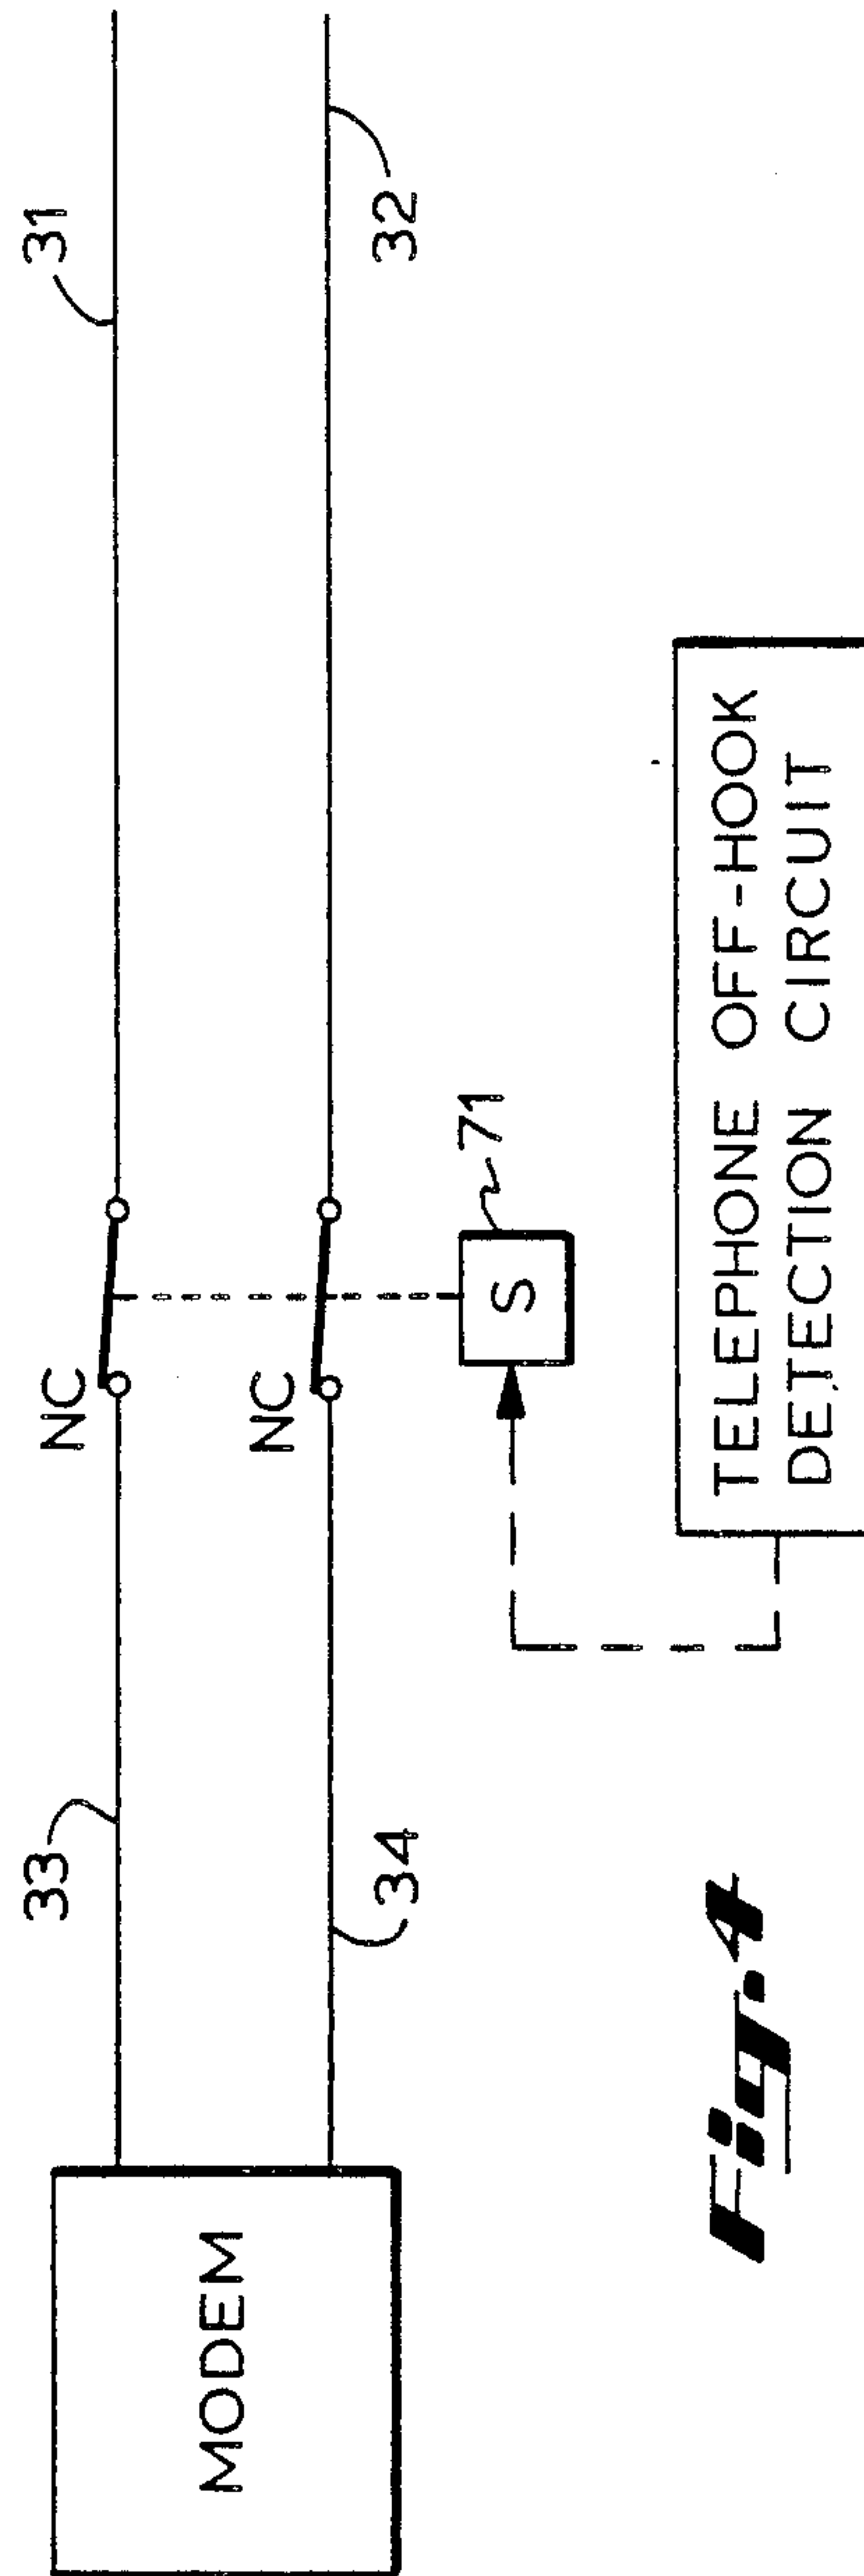 31
32
NC
NC
71
S
33
34
MODEM
TELEPHONE OFF-HOOK
DETECTION CIRCUIT
Fig. 4